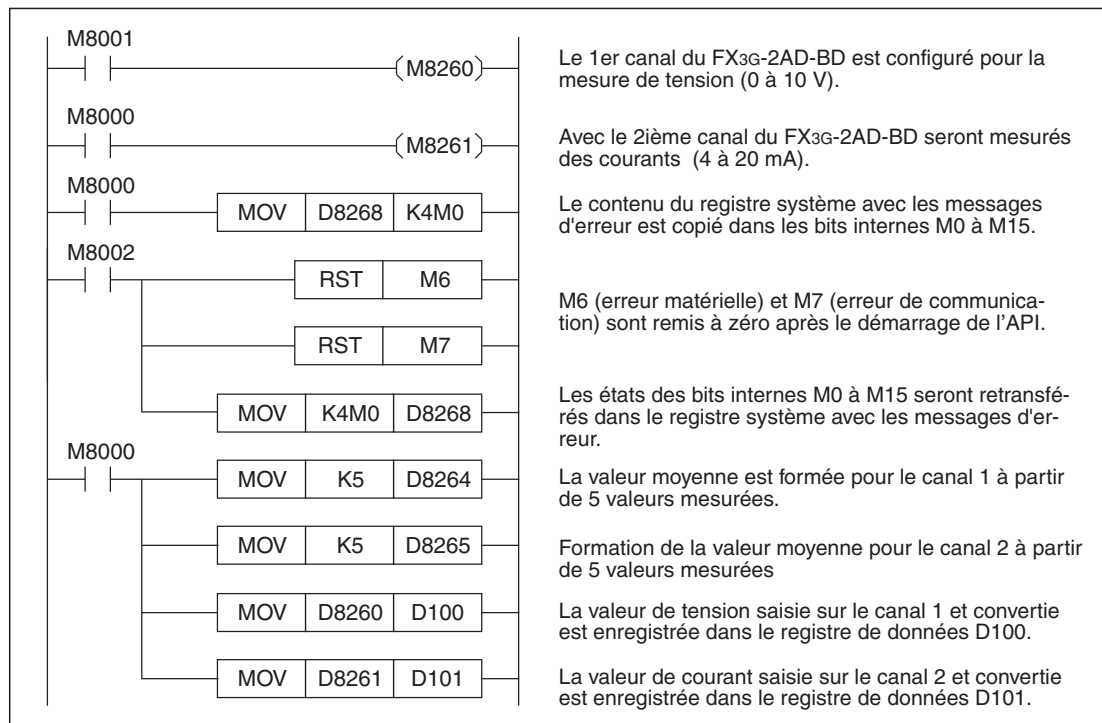 M8001
(M8260)
Le 1er canal du FX3G-2AD-BD est configuré pour la
mesure de tension (0 à 10 V).
M8000
(M8261)
Avec le 2ième canal du FX3G-2AD-BD seront mesurés
des courants (4 à 20 mA).
M8000
MOV D8268 K4M0
Le contenu du registre système avec les messages
d'erreur est copié dans les bits internes M0 à M15.
M8002
RST M6
M6 (erreur matérielle) et M7 (erreur de communica-
tion) sont remis à zéro après le démarrage de l'API.
RST M7
MOV K4M0 D8268
Les états des bits internes M0 à M15 seront retransfé-
rés dans le registre système avec les messages d'er-
reur.
M8000
MOV K5 D8264
La valeur moyenne est formée pour le canal 1 à partir
de 5 valeurs mesurées.
MOV K5 D8265
Formation de la valeur moyenne pour le canal 2 à partir
de 5 valeurs mesurées
MOV D8260 D100
La valeur de tension saisie sur le canal 1 et convertie
est enregistrée dans le registre de données D100.
MOV D8261 D101
La valeur de courant saisie sur le canal 2 et convertie
est enregistrée dans le registre de données D101.